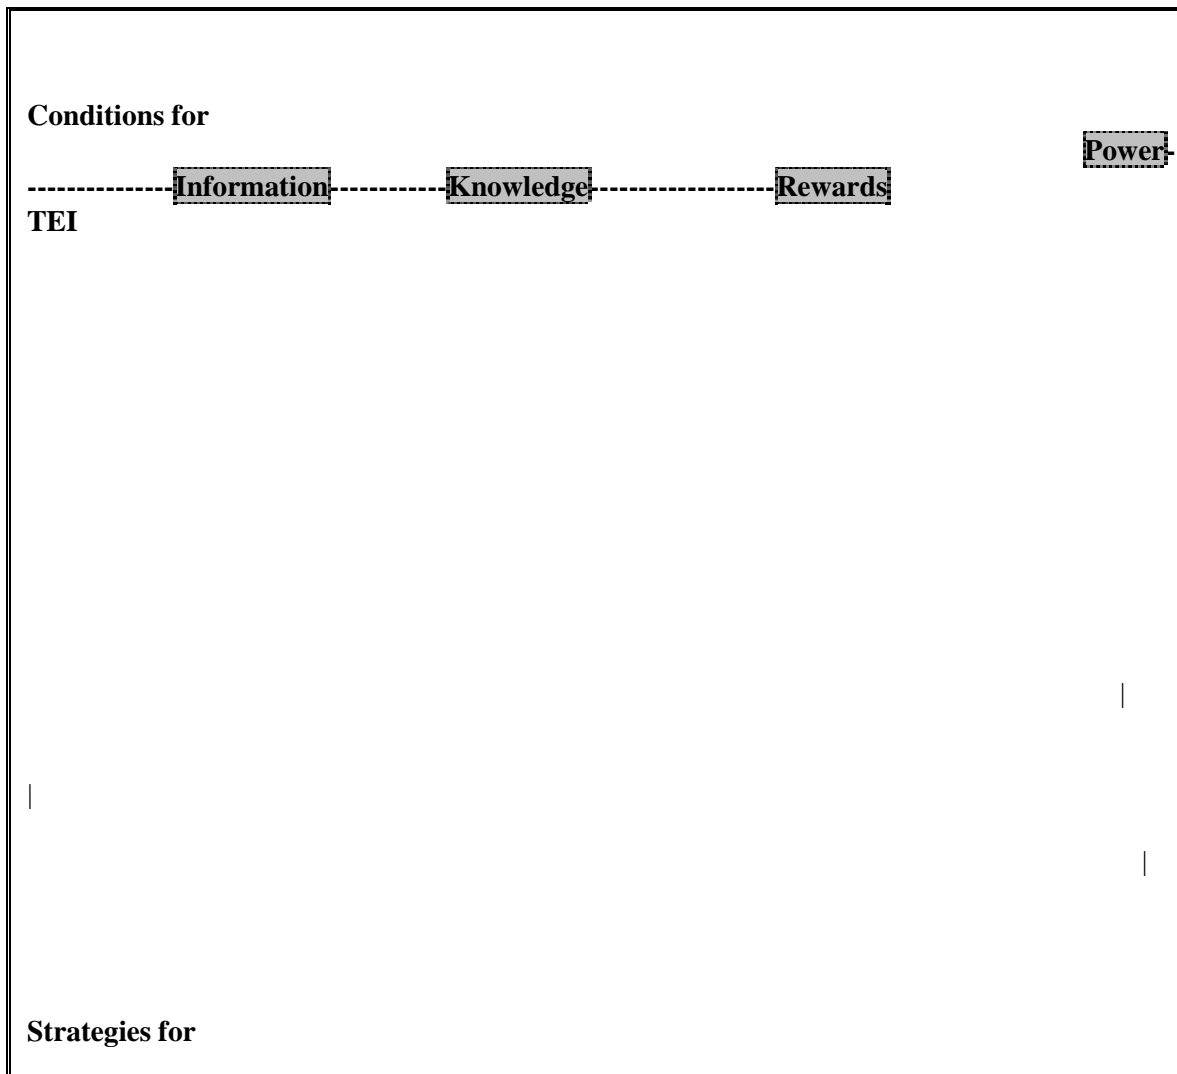 Conditions for
Power-
---------------Information------------Knowledge-------------------Rewards
TEI
|
|
|
Strategies for